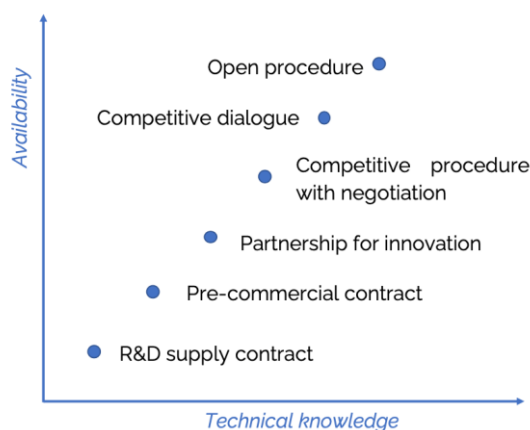 Open procedure
Competitive dialogue
Competitive procedure
with negotiation
Partnership for innovation
Pre-commercial contract
R&D supply contract
Availability
Technical knowledge